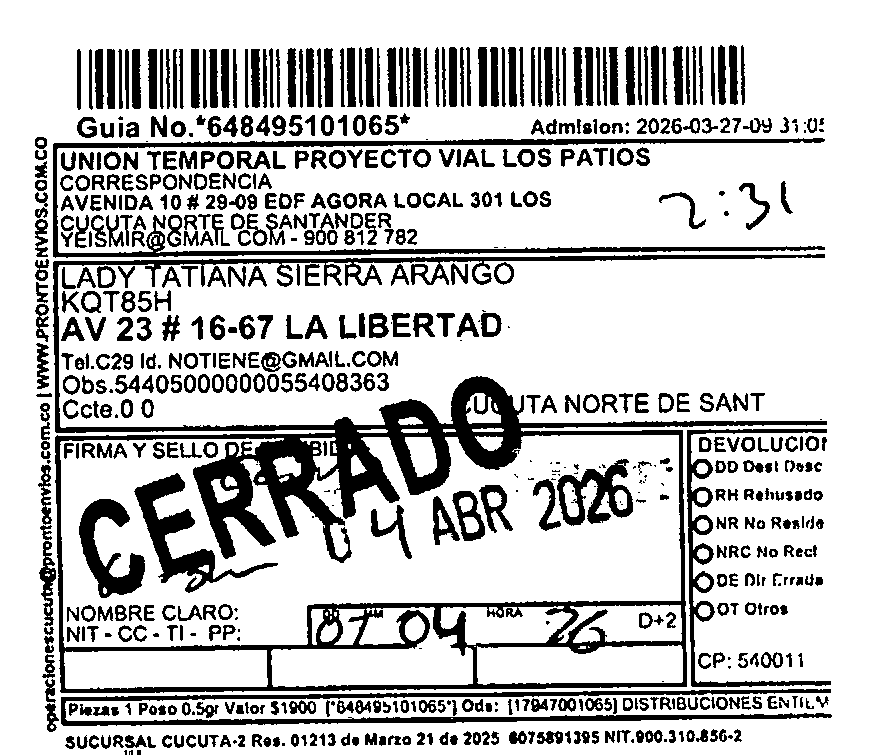 Guia No.*648495101065*
Admision: 2026-03-27-09 31:05
UNION TEMPORAL PROYECTO VIAL LOS PATIOS
CORRESPONDENCIA
AVENIDA 10 # 29-09 EDF AGORA LOCAL 301 LOS
CUCUTA NORTE DE SANTANDER
YEISMIR@GMAIL COM - 900 812 782
2:31
LADY TATIANA SIERRA ARANGO
KQT85H
AV 23 # 16-67 LA LIBERTAD
Tel.C29 Id. NOTIENE@GMAIL.COM
Obs.54405000000055408363
Ccte.0 0
CUCUTA NORTE DE SANT
FIRMA Y SELLO DE
CERRADO
04 ABR 2026
NOMBRE CLARO:
NIT - CC - TI - PP:
DD MM HORA
07 04 26
D+2
DEVOLUCION
DD Dest Desc
RH Rehusado
NR No Reside
NRC No Recl
DE Dir Errada
OT Otros
CP: 540011
Piezas 1 Peso 0.5gr Valor $1900 [*648495101065*] Ods: [17947001065] DISTRIBUCIONES
SUCURSAL CUCUTA-2 Res. 01213 de Marzo 21 de 2025 6075891395 NIT.900.310.856-2
operacionescucuta@prontoenvios.com.co | WWW.PRONTOENVIOS.COM.CO